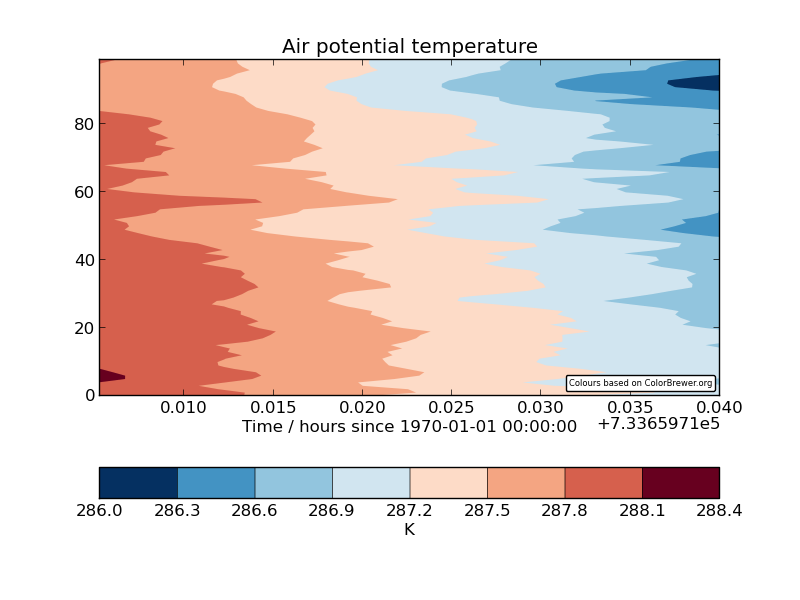 Air potential temperature
80
60
40
20
0
Colours based on ColorBrewer.org
0.010 0.015 0.020 0.025 0.030 0.035 0.040
Time / hours since 1970-01-01 00:00:00 +7.3365971e5
286.0 286.3 286.6 286.9 287.2 287.5 287.8 288.1 288.4
K